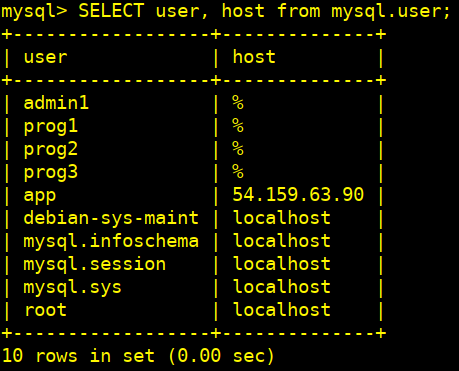 mysql> SELECT user, host from mysql.user;
+------------------+--------------+
| user             | host         |
+------------------+--------------+
| admin1           | %            |
| prog1            | %            |
| prog2            | %            |
| prog3            | %            |
| app              | 54.159.63.90 |
| debian-sys-maint | localhost    |
| mysql.infoschema | localhost    |
| mysql.session    | localhost    |
| mysql.sys        | localhost    |
| root             | localhost    |
+------------------+--------------+
10 rows in set (0.00 sec)